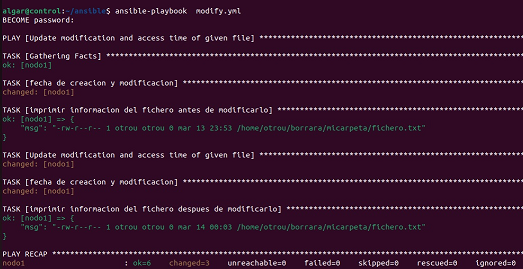 algar@control:~/ansible$ ansible-playbook  modify.yml
BECOME password:
PLAY [Update modification and access time of given file] ************************************************************
TASK [Gathering Facts] ************************************************************
ok: [nodo1]
TASK [fecha de creacion y modificacion] ************************************************************
changed: [nodo1]
TASK [imprimir informacion del fichero antes de modificarlo] ************************************************************
ok: [nodo1] => {
    "msg": "-rw-r--r-- 1 otrou otrou 0 mar 13 23:53 /home/otrou/borrara/micarpeta/fichero.txt"
}
TASK [Update modification and access time of given file] ************************************************************
changed: [nodo1]
TASK [fecha de creacion y modificacion] ************************************************************
changed: [nodo1]
TASK [imprimir informacion del fichero despues de modificarlo] ************************************************************
ok: [nodo1] => {
    "msg": "-rw-r--r-- 1 otrou otrou 0 mar 14 00:03 /home/otrou/borrara/micarpeta/fichero.txt"
}
PLAY RECAP ************************************************************
nodo1                      : ok=6    changed=3    unreachable=0    failed=0    skipped=0    rescued=0    ignored=0